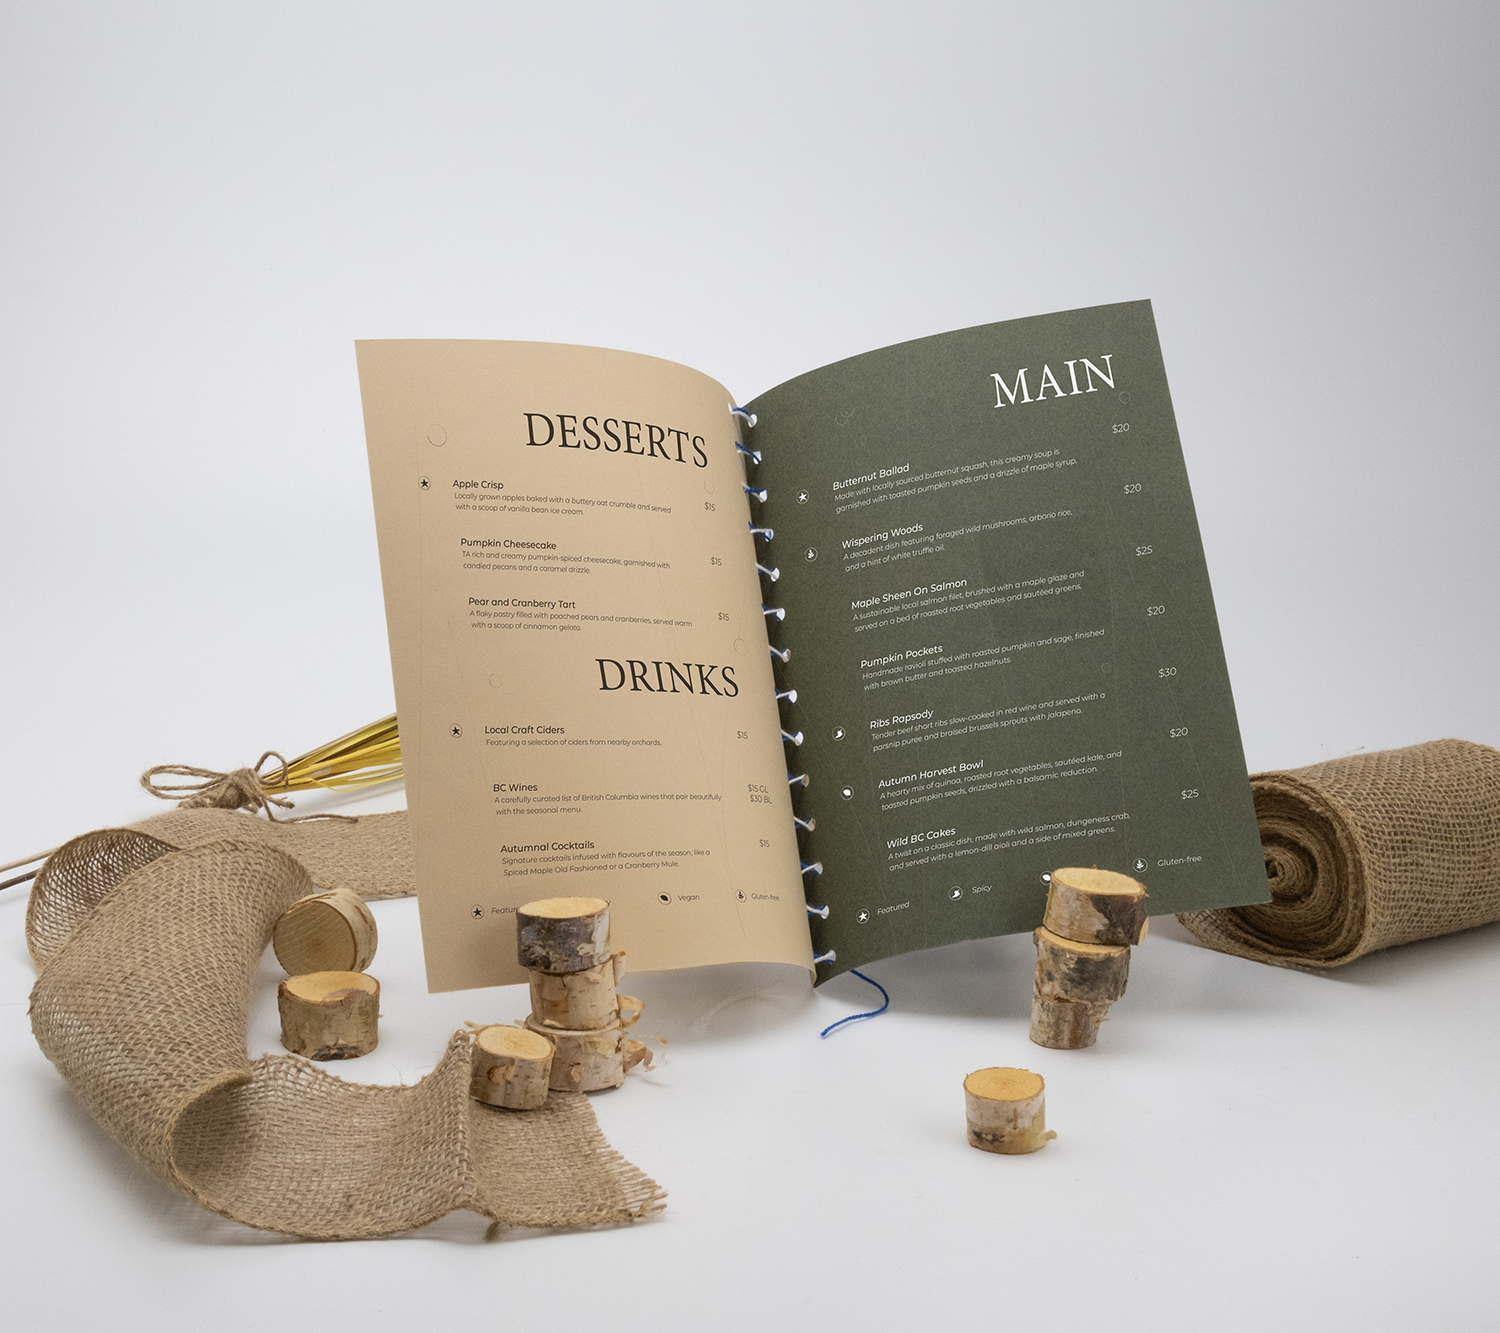 DESSERTS
Apple Crisp
Locally grown apples baked with a buttery oat crumble and served
with a scoop of vanilla bean ice cream.
$15
Pumpkin Cheesecake
TA rich and creamy pumpkin-spiced cheesecake, garnished with
candied pecans and a caramel drizzle.
$15
Pear and Cranberry Tart
A flaky pastry filled with poached pears and cranberries, served warm
with a scoop of cinnamon gelato.
$15
DRINKS
Local Craft Ciders
Featuring a selection of ciders from nearby orchards.
$15
BC Wines
A carefully curated list of British Columbia wines that pair beautifully
with the seasonal menu.
$15 GL
$30 BL
Autumnal Cocktails
Signature cocktails infused with flavours of the season, like a
Spiced Maple Old Fashioned or a Cranberry Mule.
$15
Vegan
Gluten-free
MAIN
$20
Butternut Ballad
Made with locally sourced butternut squash, this creamy soup is
garnished with toasted pumpkin seeds and a drizzle of maple syrup.
$20
Wispering Woods
A decadent dish featuring foraged wild mushrooms, arborio rice,
and a hint of white truffle oil.
$25
Maple Sheen On Salmon
A sustainable local salmon filet, brushed with a maple glaze and
served on a bed of roasted root vegetables and sautéed greens.
$20
Pumpkin Pockets
Handmade ravioli stuffed with roasted pumpkin and sage, finished
with brown butter and toasted hazelnuts.
$30
Ribs Rapsody
Tender beef short ribs slow-cooked in red wine and served with a
parsnip puree and braised brussels sprouts with jalapeno.
$20
Autumn Harvest Bowl
A hearty mix of quinoa, roasted root vegetables, sautéed kale, and
toasted pumpkin seeds, drizzled with a balsamic reduction.
$25
Wild BC Cakes
A twist on a classic dish, made with wild salmon, dungeness crab,
and served with a lemon-dill aioli and a side of mixed greens.
Featured
Spicy
Gluten-free